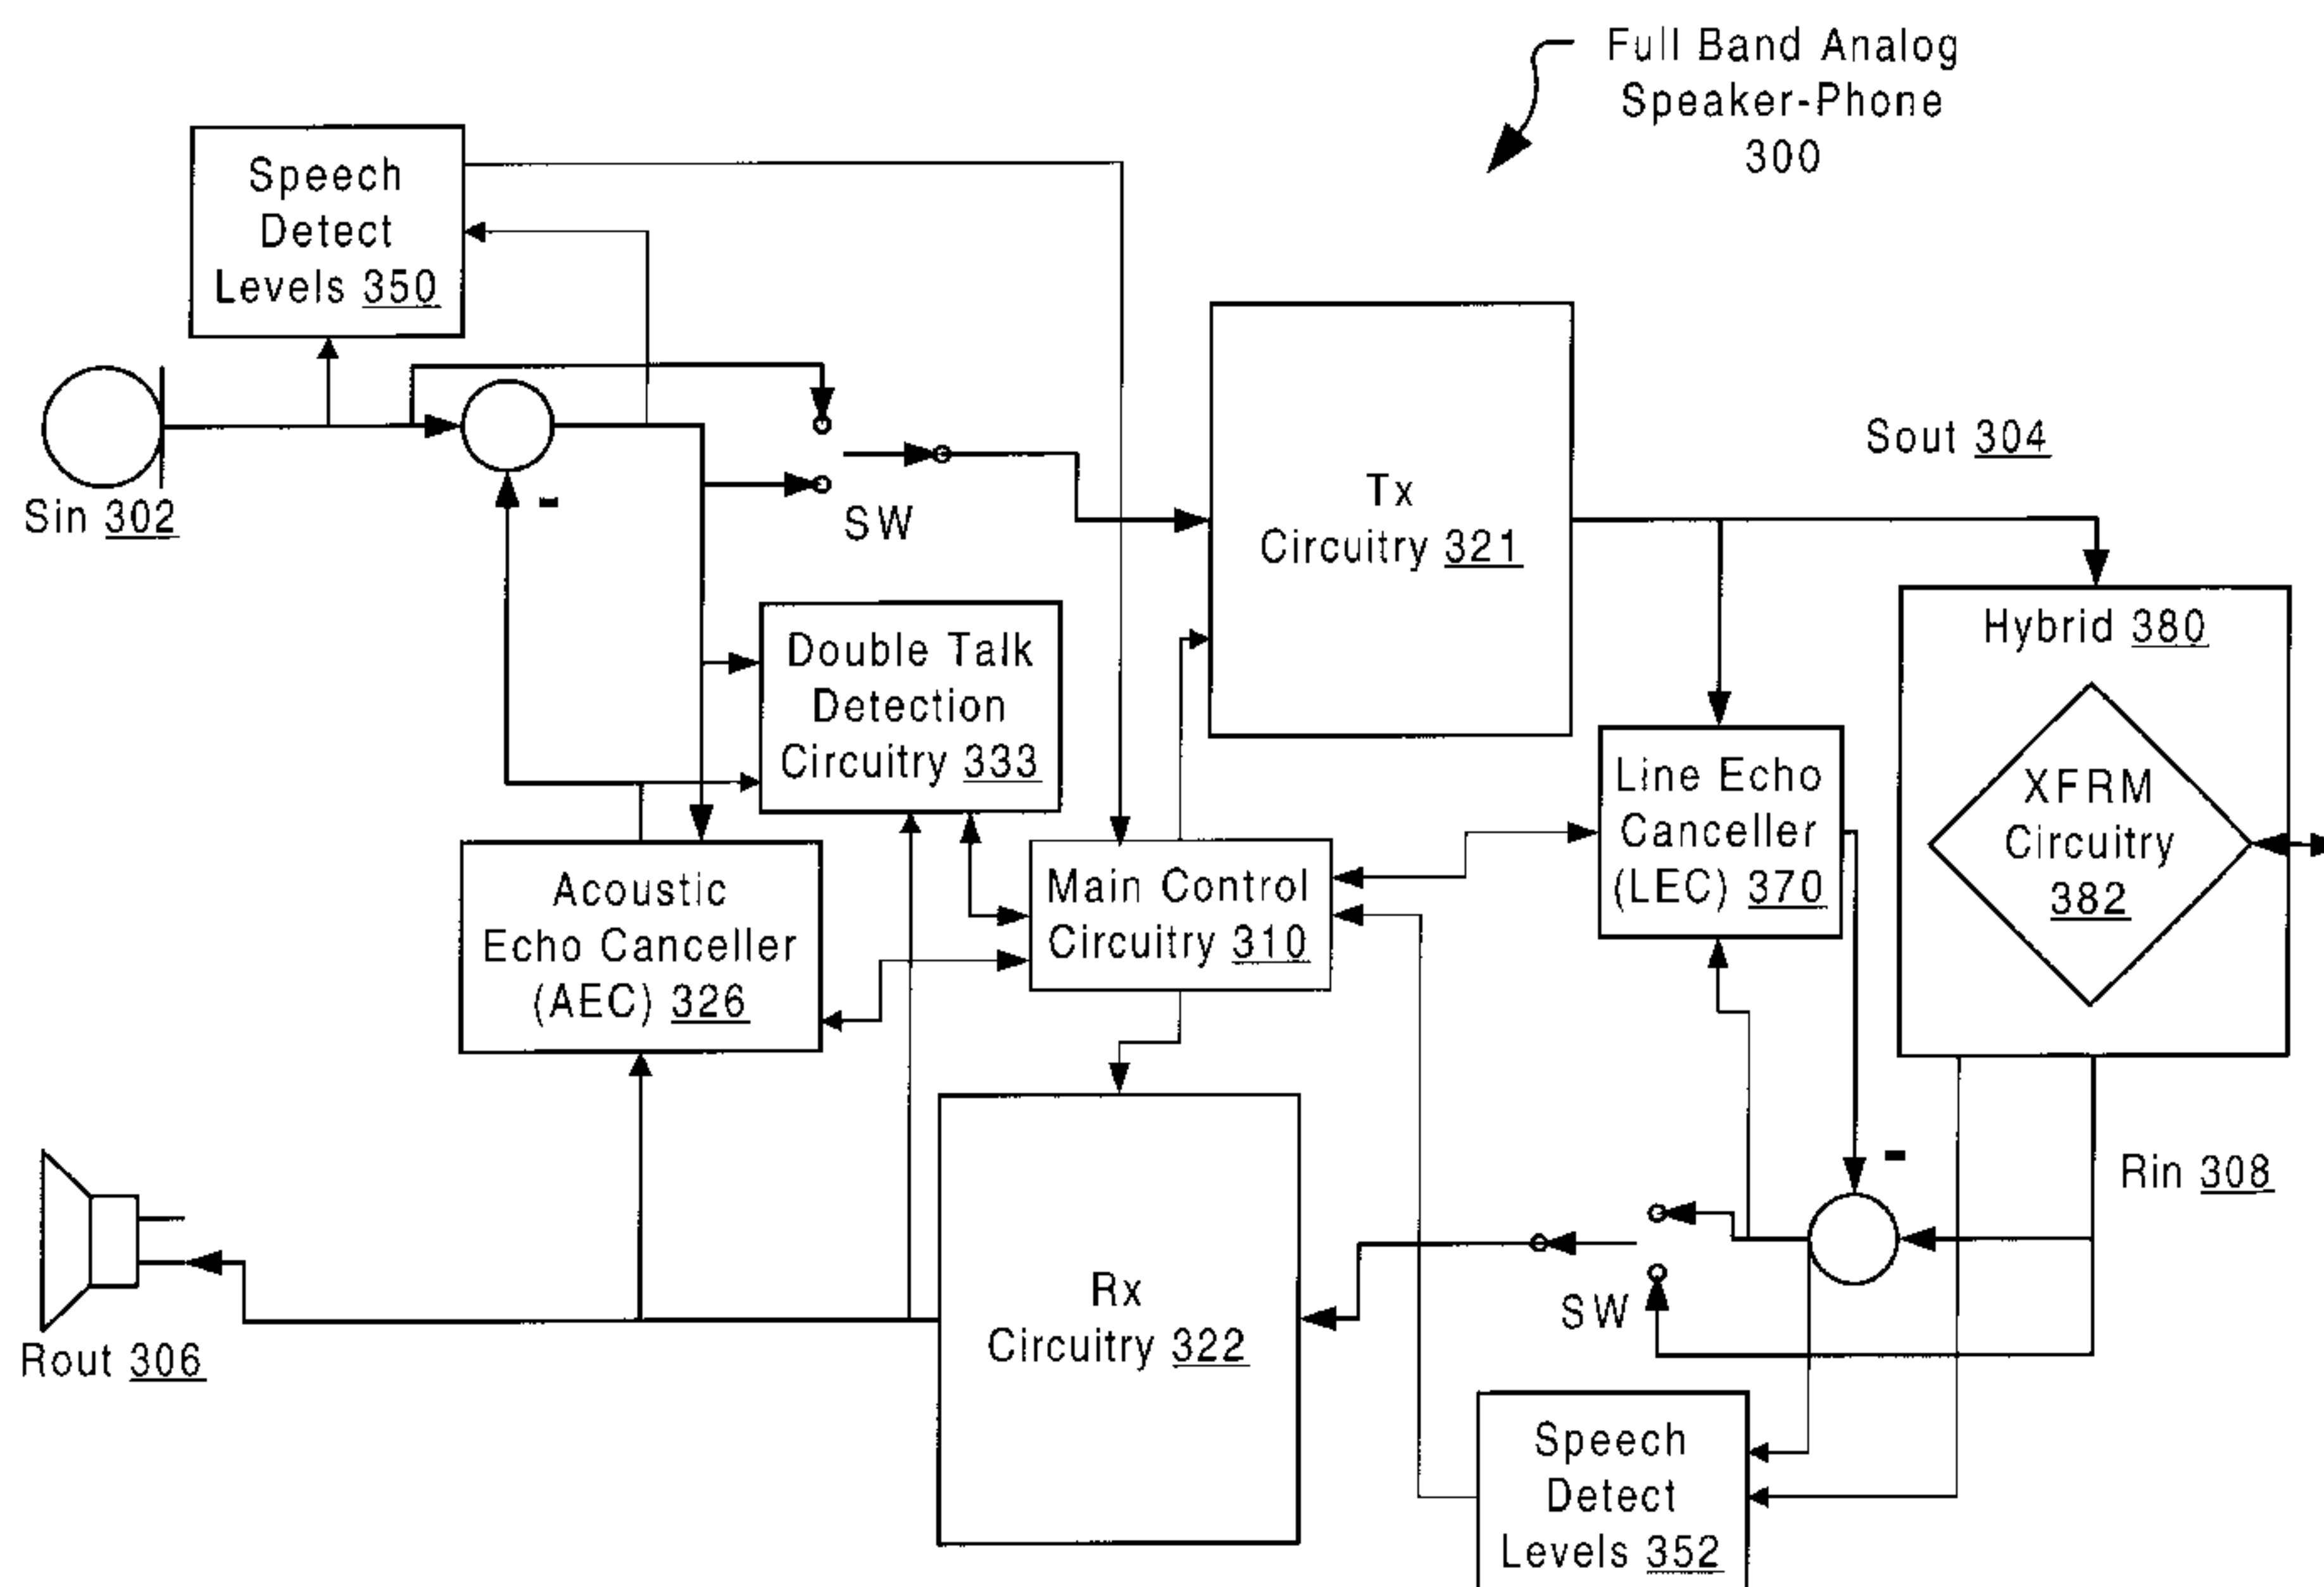 Full Band Analog
Speaker-Phone
300
Speech
Detect
Levels 350
Sin 302
-
SW
Tx
Circuitry 321
Sout 304
Hybrid 380
XFRM
Circuitry
382
Double Talk
Detection
Circuitry 333
Line Echo
Canceller
(LEC) 370
Acoustic
Echo Canceller
(AEC) 326
Main Control
Circuitry 310
-
Rin 308
Rout 306
Rx
Circuitry 322
SW
Speech
Detect
Levels 352